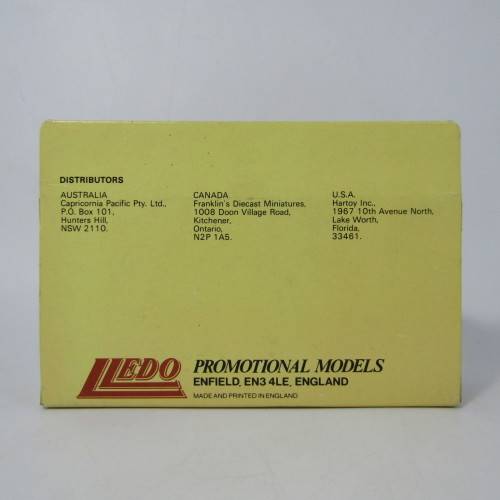 DISTRIBUTORS
AUSTRALIA
Capricornia Pacific Pty. Ltd.,
P.O. Box 101,
Hunters Hill,
NSW 2110.
CANADA
Franklin's Diecast Miniatures,
1008 Doon Village Road,
Kitchener,
Ontario,
N2P 1A5.
U.S.A.
Hartoy Inc.,
1967 10th Avenue North,
Lake Worth,
Florida,
33461.
LLEDO
PROMOTIONAL MODELS
ENFIELD, EN3 4LE, ENGLAND
MADE AND PRINTED IN ENGLAND